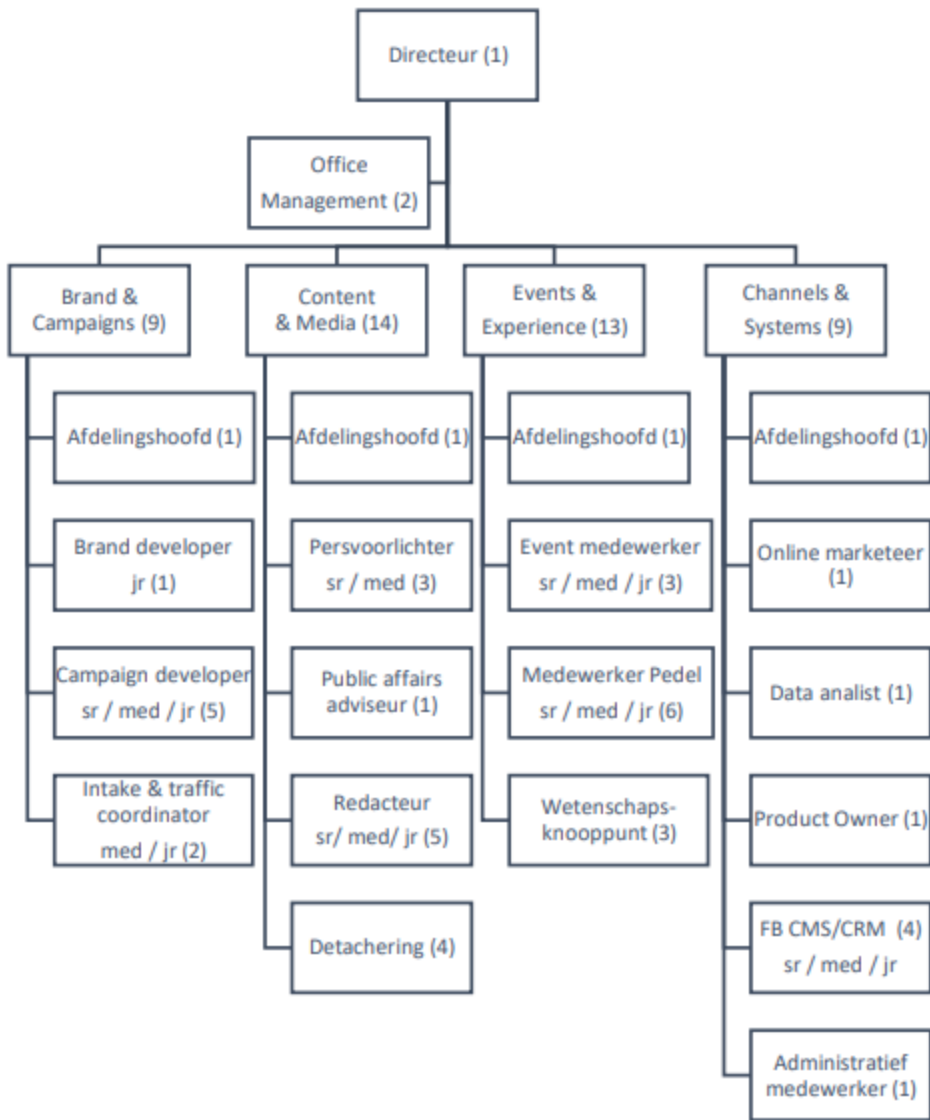 Directeur (1)
Office
Management (2)
Brand &
Campaigns (9)
Content
& Media (14)
Events &
Experience (13)
Channels &
Systems (9)
Afdelingshoofd (1)
Brand developer
jr (1)
Campaign developer
sr / med / jr (5)
Intake & traffic
coordinator
med / jr (2)
Afdelingshoofd (1)
Persvoorlichter
sr / med (3)
Public affairs
adviseur (1)
Redacteur
sr/ med/ jr (5)
Detachering (4)
Afdelingshoofd (1)
Event medewerker
sr / med / jr (3)
Medewerker Pedel
sr / med / jr (6)
Wetenschaps-
knooppunt (3)
Afdelingshoofd (1)
Online marketeer
(1)
Data analist (1)
Product Owner (1)
FB CMS/CRM (4)
sr / med / jr
Administratief
medewerker (1)